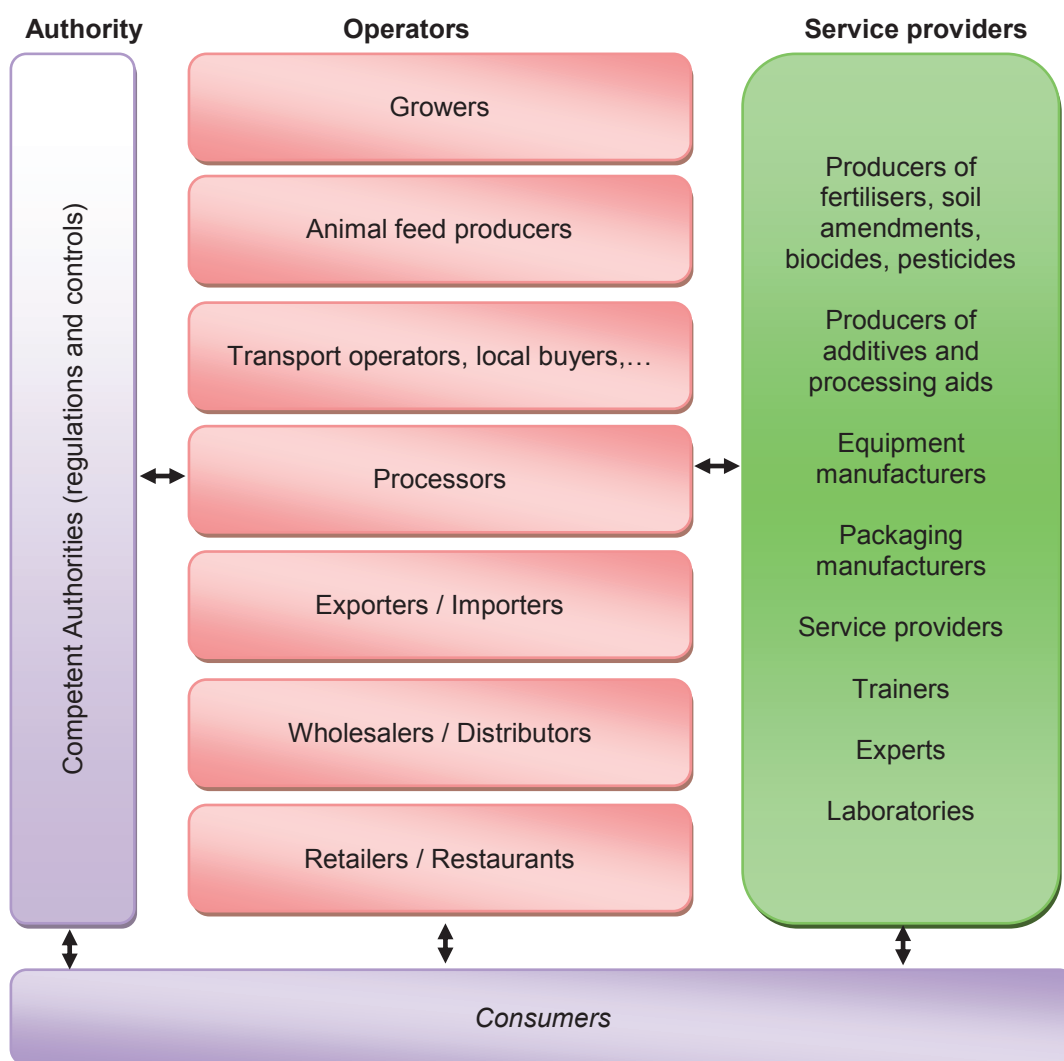 Authority
Operators
Service providers
Competent Authorities (regulations and controls)
Growers
Animal feed producers
Transport operators, local buyers,…
Processors
Exporters / Importers
Wholesalers / Distributors
Retailers / Restaurants
Producers of
fertilisers, soil
amendments,
biocides, pesticides
Producers of
additives and
processing aids
Equipment
manufacturers
Packaging
manufacturers
Service providers
Trainers
Experts
Laboratories
Consumers